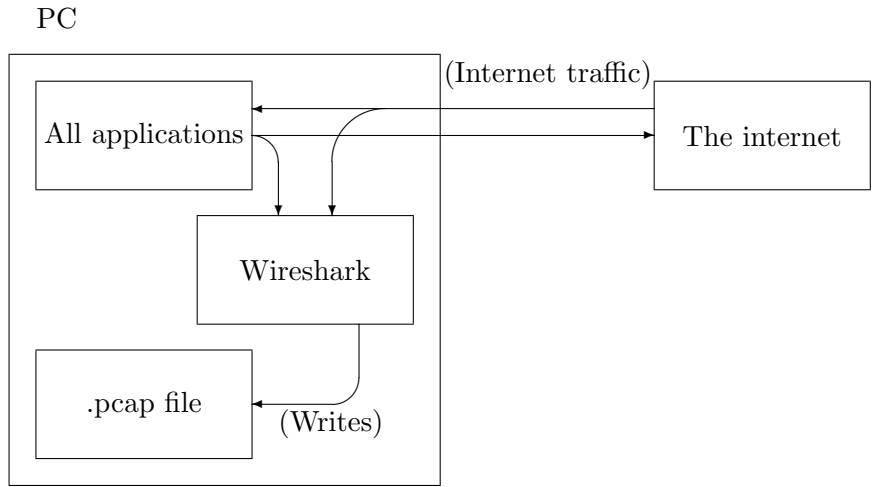 PC
(Internet traffic)
All applications
The internet
Wireshark
.pcap file
(Writes)